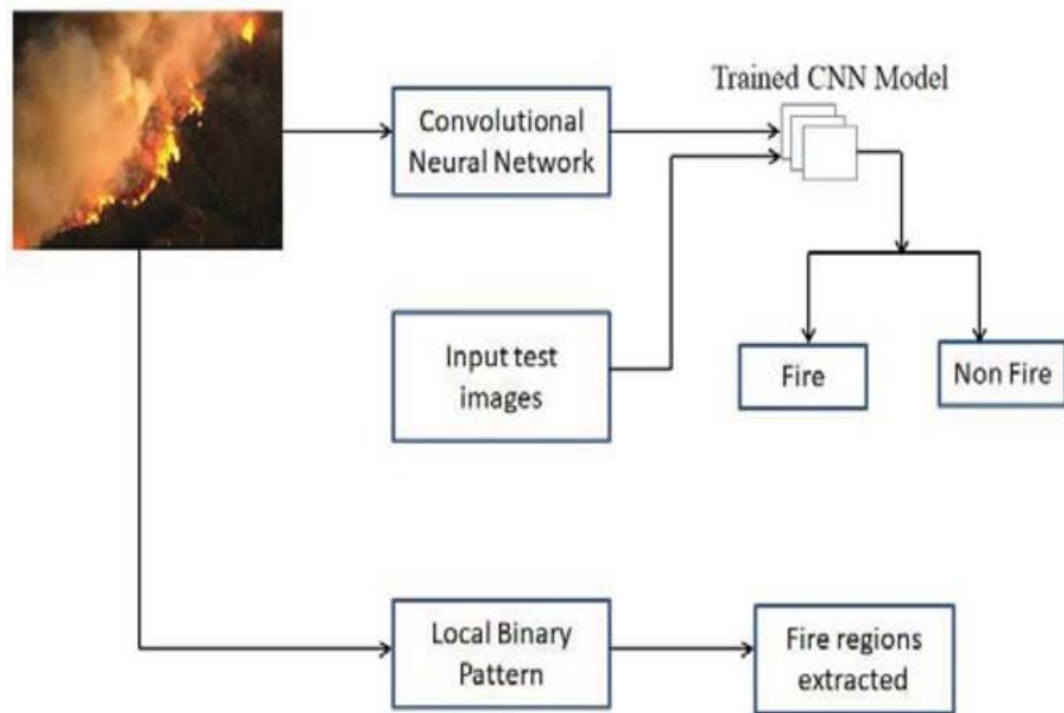 Trained CNN Model
Convolutional
Neural Network
Input test
images
Fire
Non Fire
Local Binary
Pattern
Fire regions
extracted